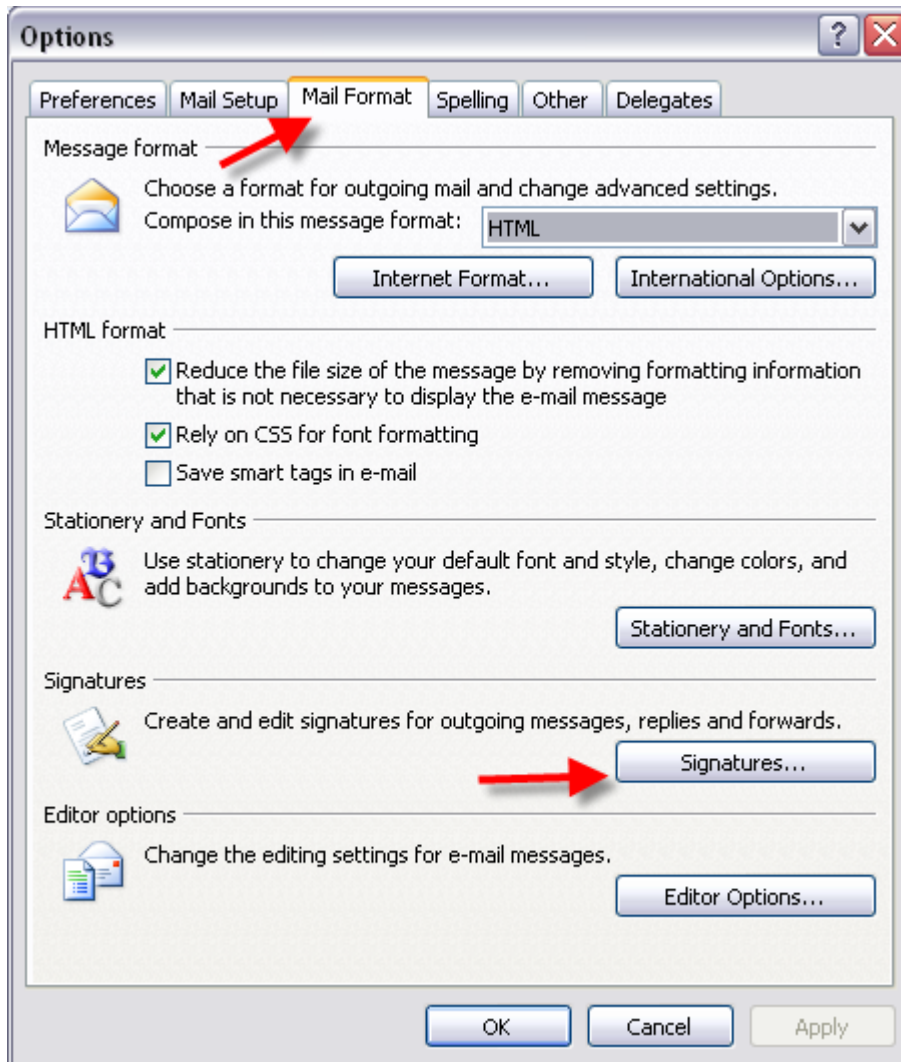 Options
Preferences Mail Setup Mail Format Spelling Other Delegates
Message format
Choose a format for outgoing mail and change advanced settings.
Compose in this message format: HTML
Internet Format... International Options...
HTML format
Reduce the file size of the message by removing formatting information
that is not necessary to display the e-mail message
Rely on CSS for font formatting
Save smart tags in e-mail
Stationery and Fonts
Use stationery to change your default font and style, change colors, and
add backgrounds to your messages.
Stationery and Fonts...
Signatures
Create and edit signatures for outgoing messages, replies and forwards.
Signatures...
Editor options
Change the editing settings for e-mail messages.
Editor Options...
OK Cancel Apply